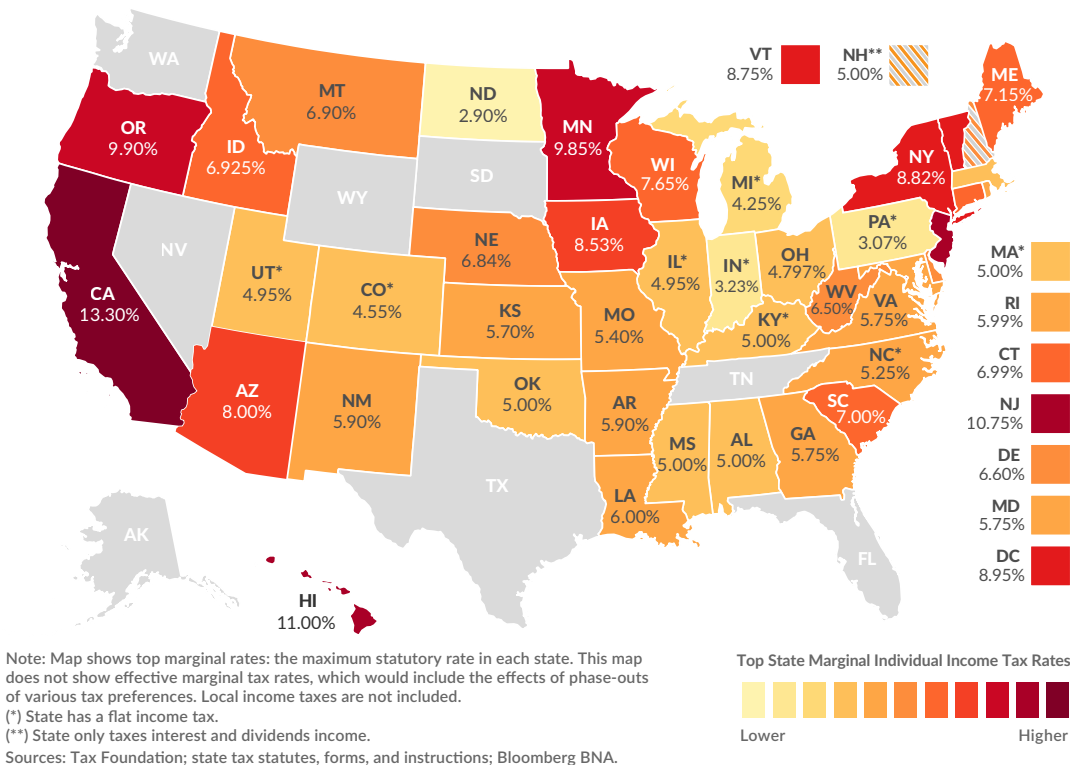 WA
VT
8.75%
NH**
5.00%
ME
7.15%
MT
6.90%
ND
2.90%
MN
9.85%
OR
9.90%
ID
6.925%
WI
7.65%
NY
8.82%
SD
MI*
4.25%
WY
IA
8.53%
PA*
3.07%
NV
NE
6.84%
UT*
4.95%
CO*
4.55%
IL*
4.95%
IN*
3.23%
OH
4.797%
MA*
5.00%
CA
13.30%
KS
5.70%
MO
5.40%
KY*
5.00%
WV
6.50%
VA
5.75%
RI
5.99%
AZ
8.00%
NM
5.90%
OK
5.00%
AR
5.90%
TN
NC*
5.25%
CT
6.99%
SC
7.00%
NJ
10.75%
MS
5.00%
AL
5.00%
GA
5.75%
DE
6.60%
TX
LA
6.00%
MD
5.75%
AK
FL
DC
8.95%
HI
11.00%
Note: Map shows top marginal rates: the maximum statutory rate in each state. This map
does not show effective marginal tax rates, which would include the effects of phase-outs
of various tax preferences. Local income taxes are not included.
(*) State has a flat income tax.
(**) State only taxes interest and dividends income.
Sources: Tax Foundation; state tax statutes, forms, and instructions; Bloomberg BNA.
Top State Marginal Individual Income Tax Rates
Lower
Higher